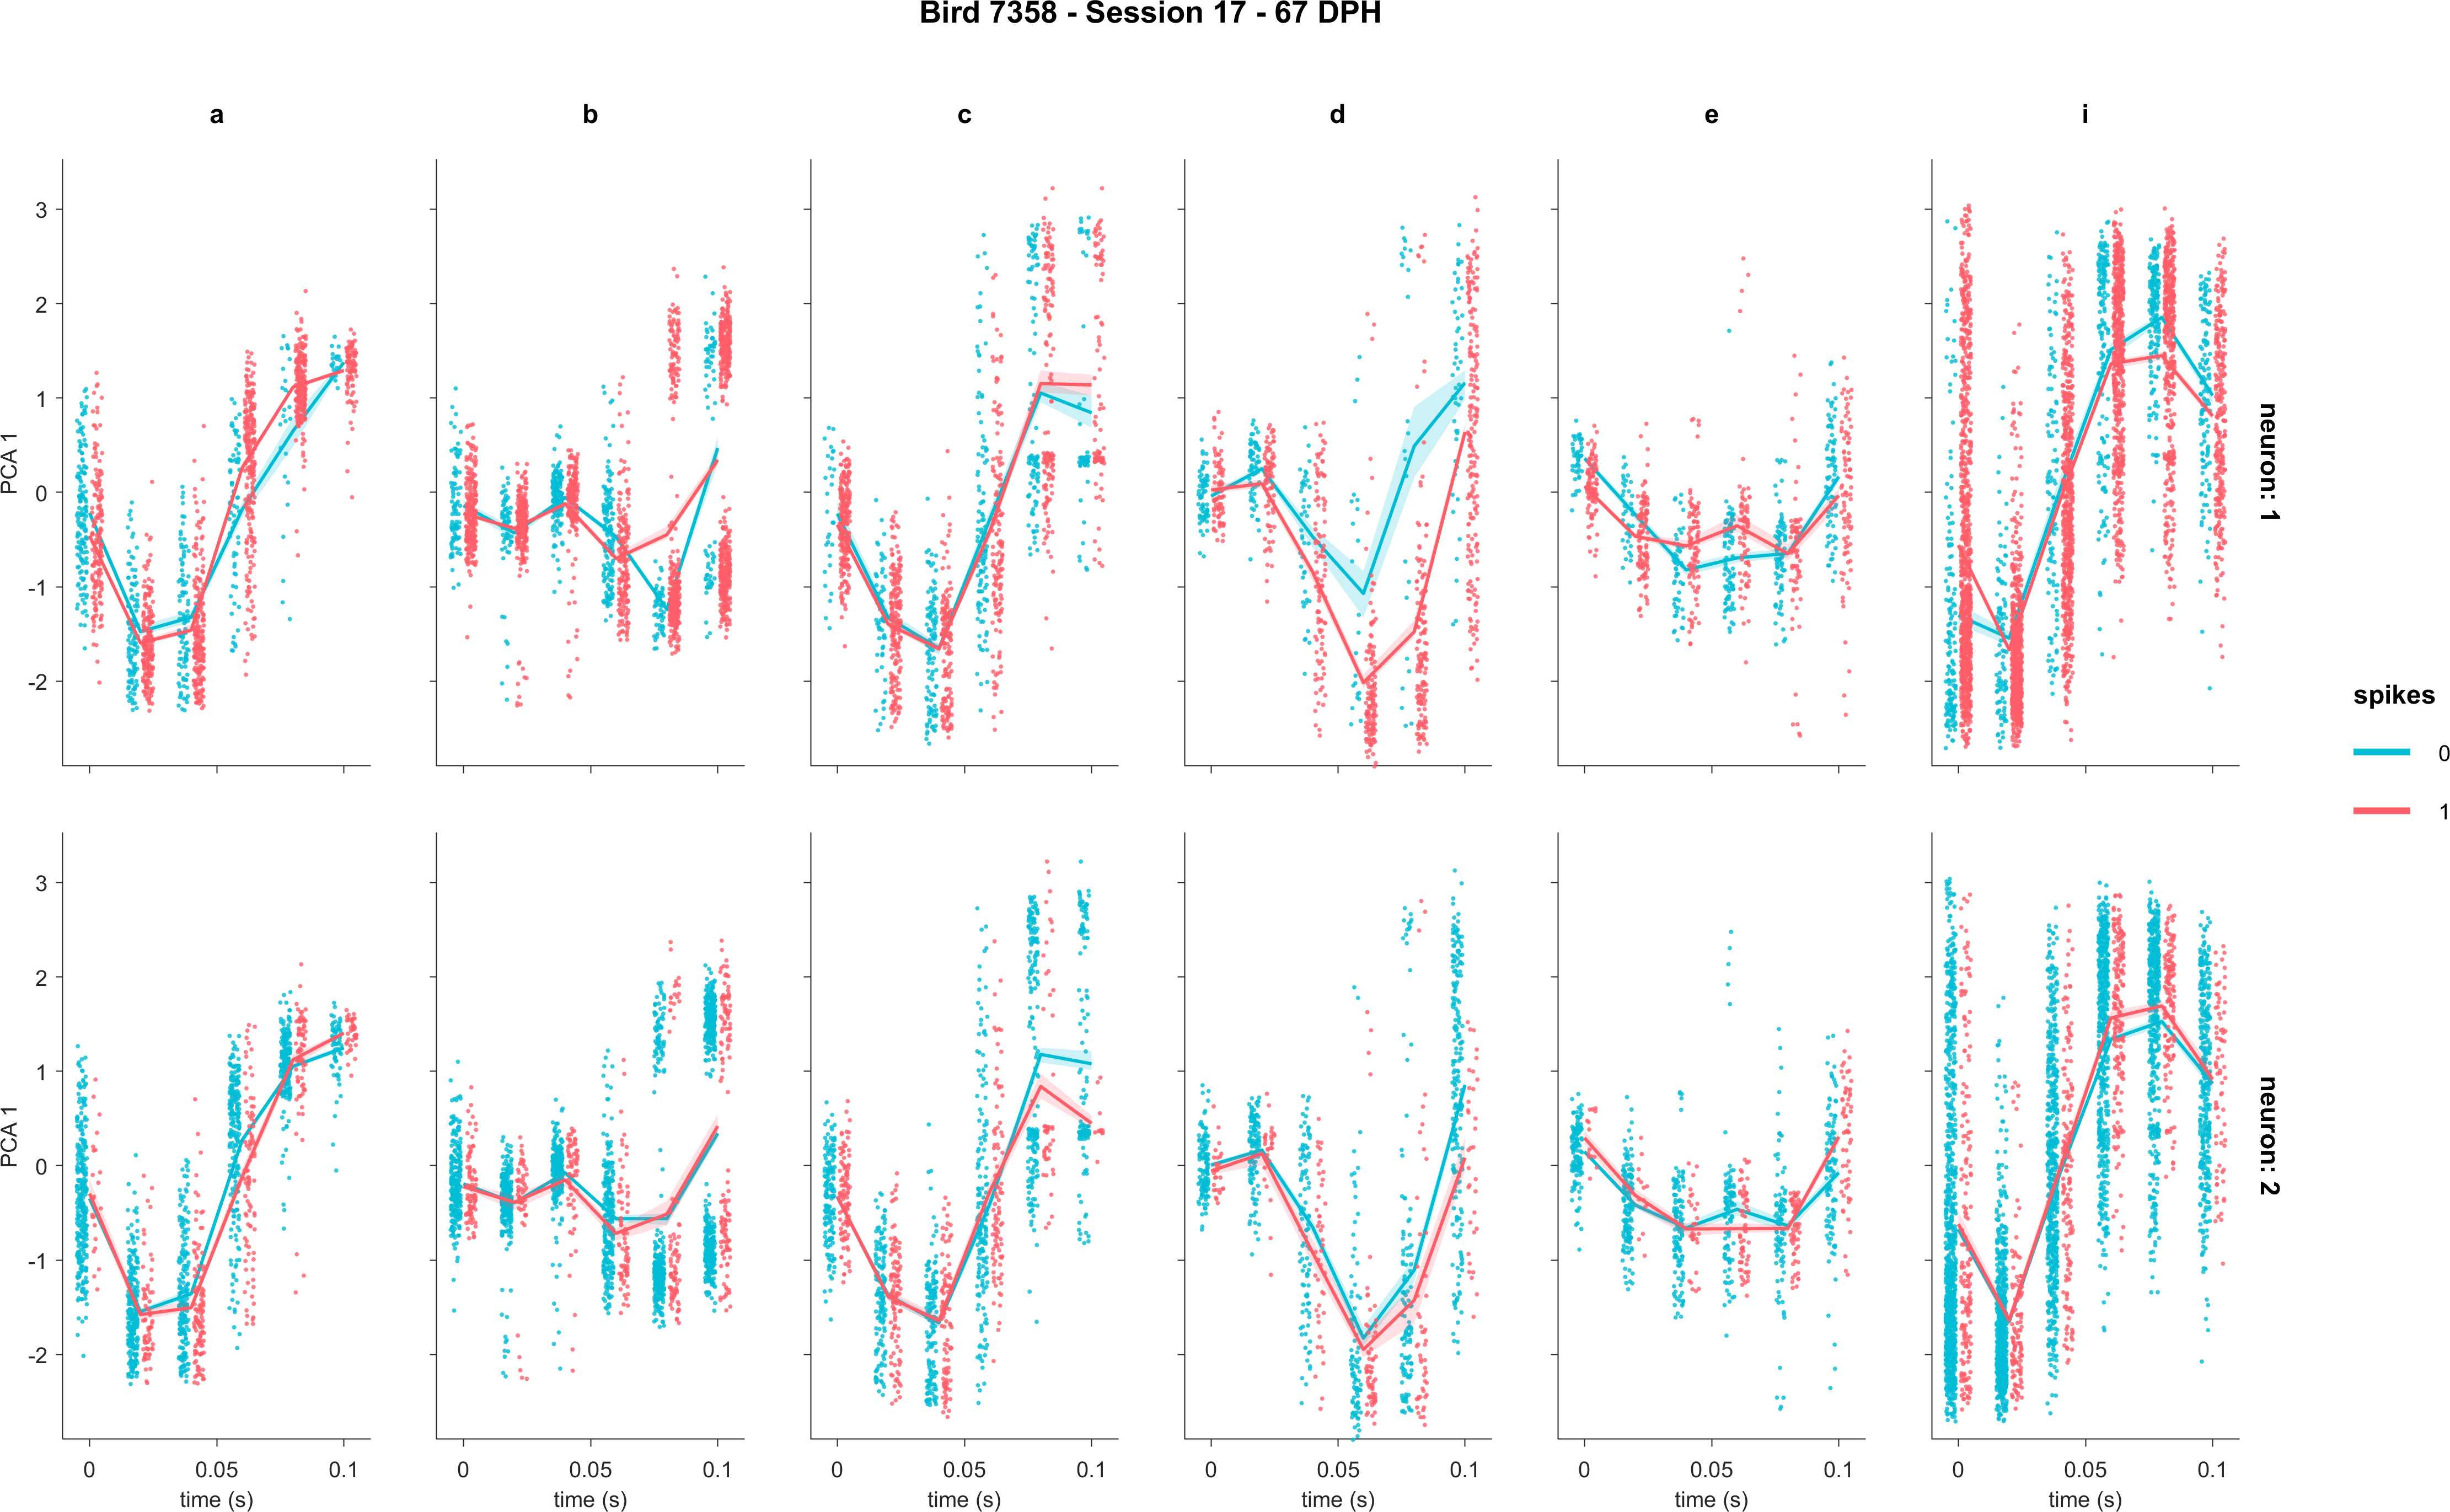 Bird 7358 - Session 17 - 67 DPH
a b c d e i
3
2
1
0
-1
-2
PCA 1
neuron: 1
spikes
0
1
3
2
1
0
-1
-2
PCA 1
neuron: 2
0 0.05 0.1 0 0.05 0.1 0 0.05 0.1 0 0.05 0.1 0 0.05 0.1 0 0.05 0.1
time (s) time (s) time (s) time (s) time (s) time (s)